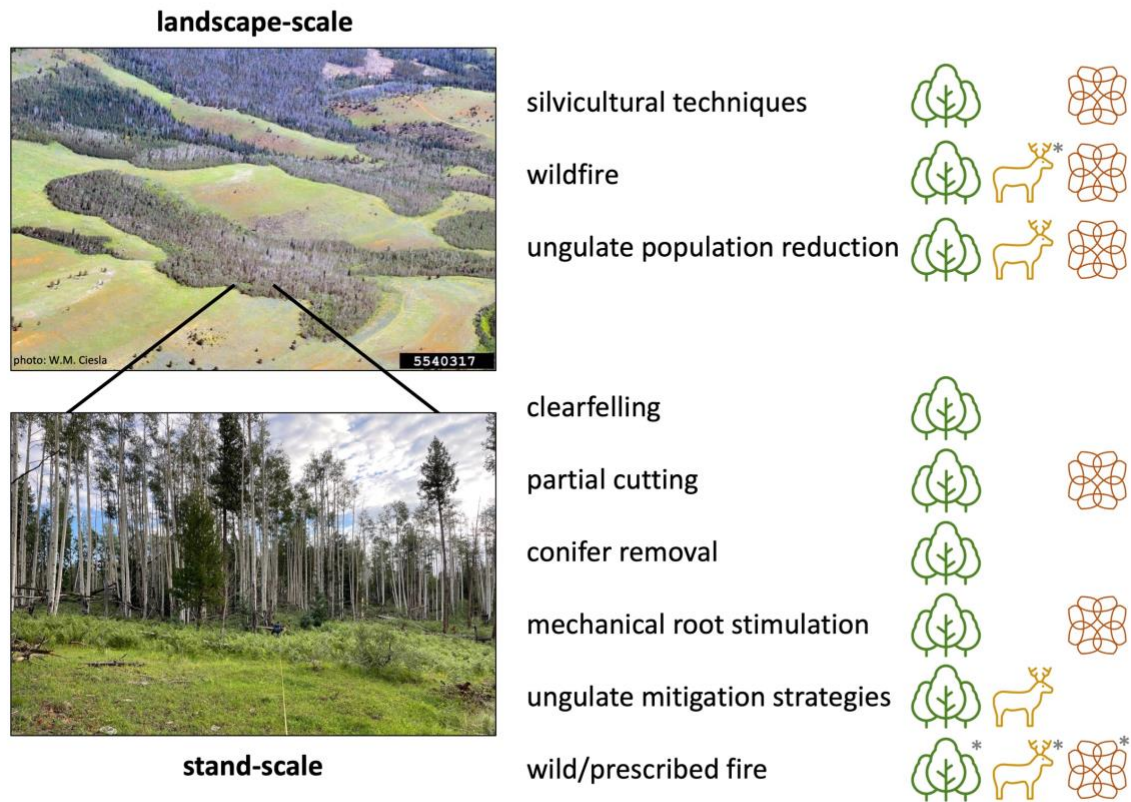 landscape-scale
silvicultural techniques
wildfire
*
ungulate population reduction
photo: W.M. Ciesla
5540317
clearfelling
partial cutting
conifer removal
mechanical root stimulation
ungulate mitigation strategies
wild/prescribed fire
* * *
stand-scale